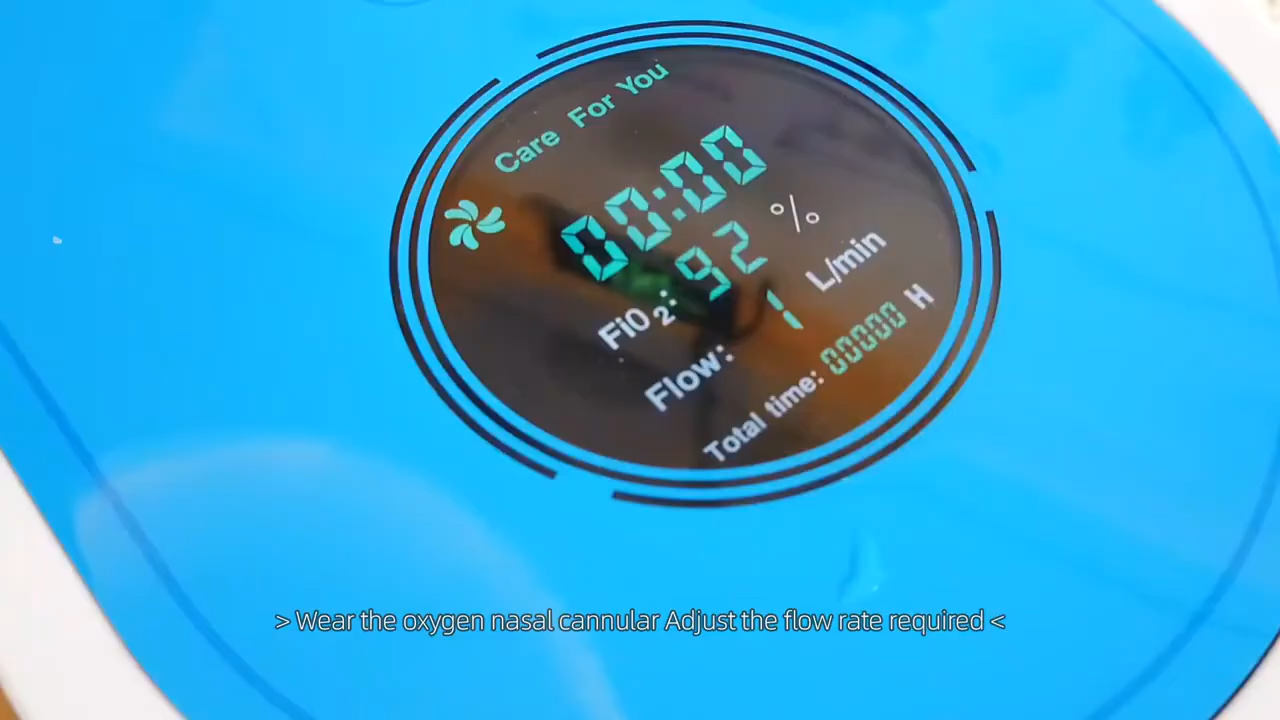 Care For You
00:00
FiO2: 92 %
Flow: 1 L/min
Total time: 00000 H
> Wear the oxygen nasal cannular Adjust the flow rate required <